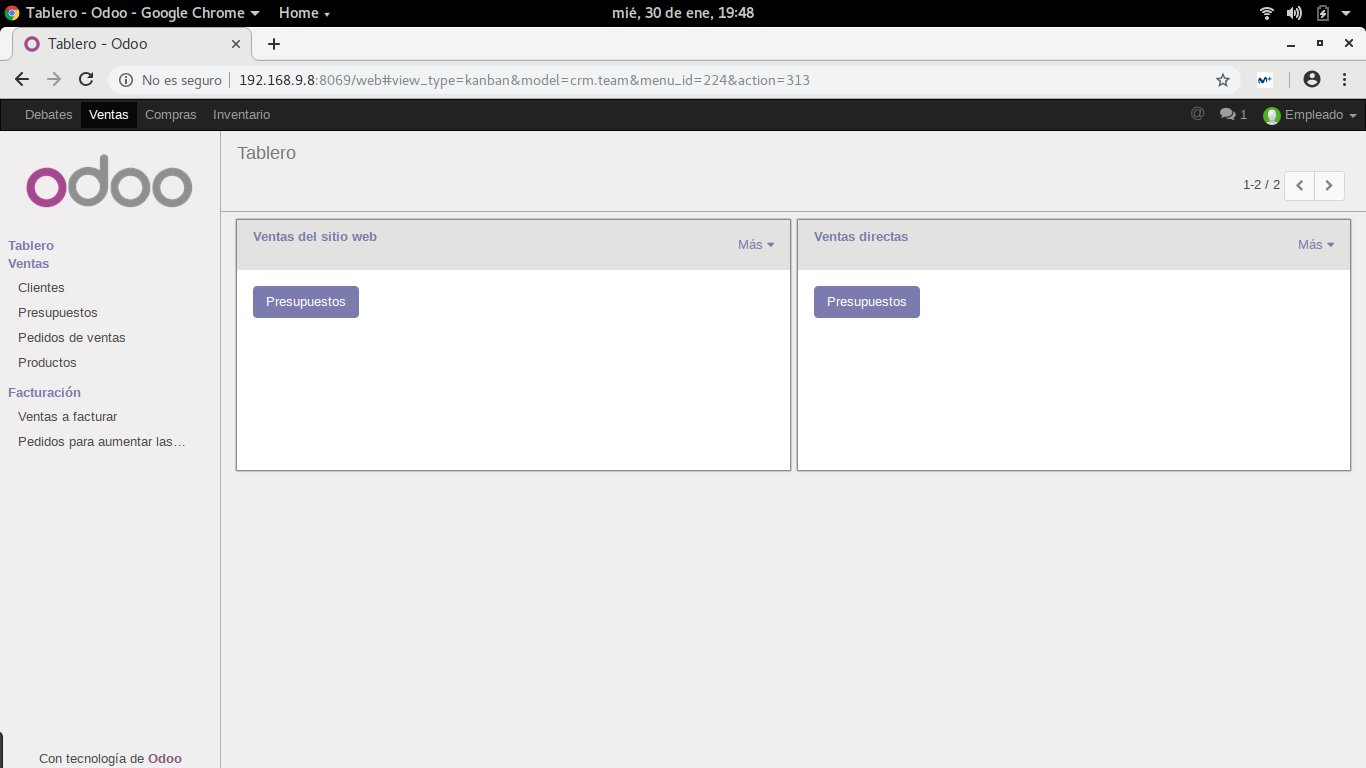 Tablero - Odoo - Google Chrome Home mié, 30 de ene, 19:48
Tablero - Odoo
No es seguro 192.168.9.8:8069/web#view_type=kanban&model=crm.team&menu_id=224&action=313
Debates Ventas Compras Inventario @ 1 Empleado
odoo
Tablero
Ventas
Clientes
Presupuestos
Pedidos de ventas
Productos
Facturación
Ventas a facturar
Pedidos para aumentar las…
Con tecnología de Odoo
Tablero
1-2 / 2
Ventas del sitio web Más
Presupuestos
Ventas directas Más
Presupuestos